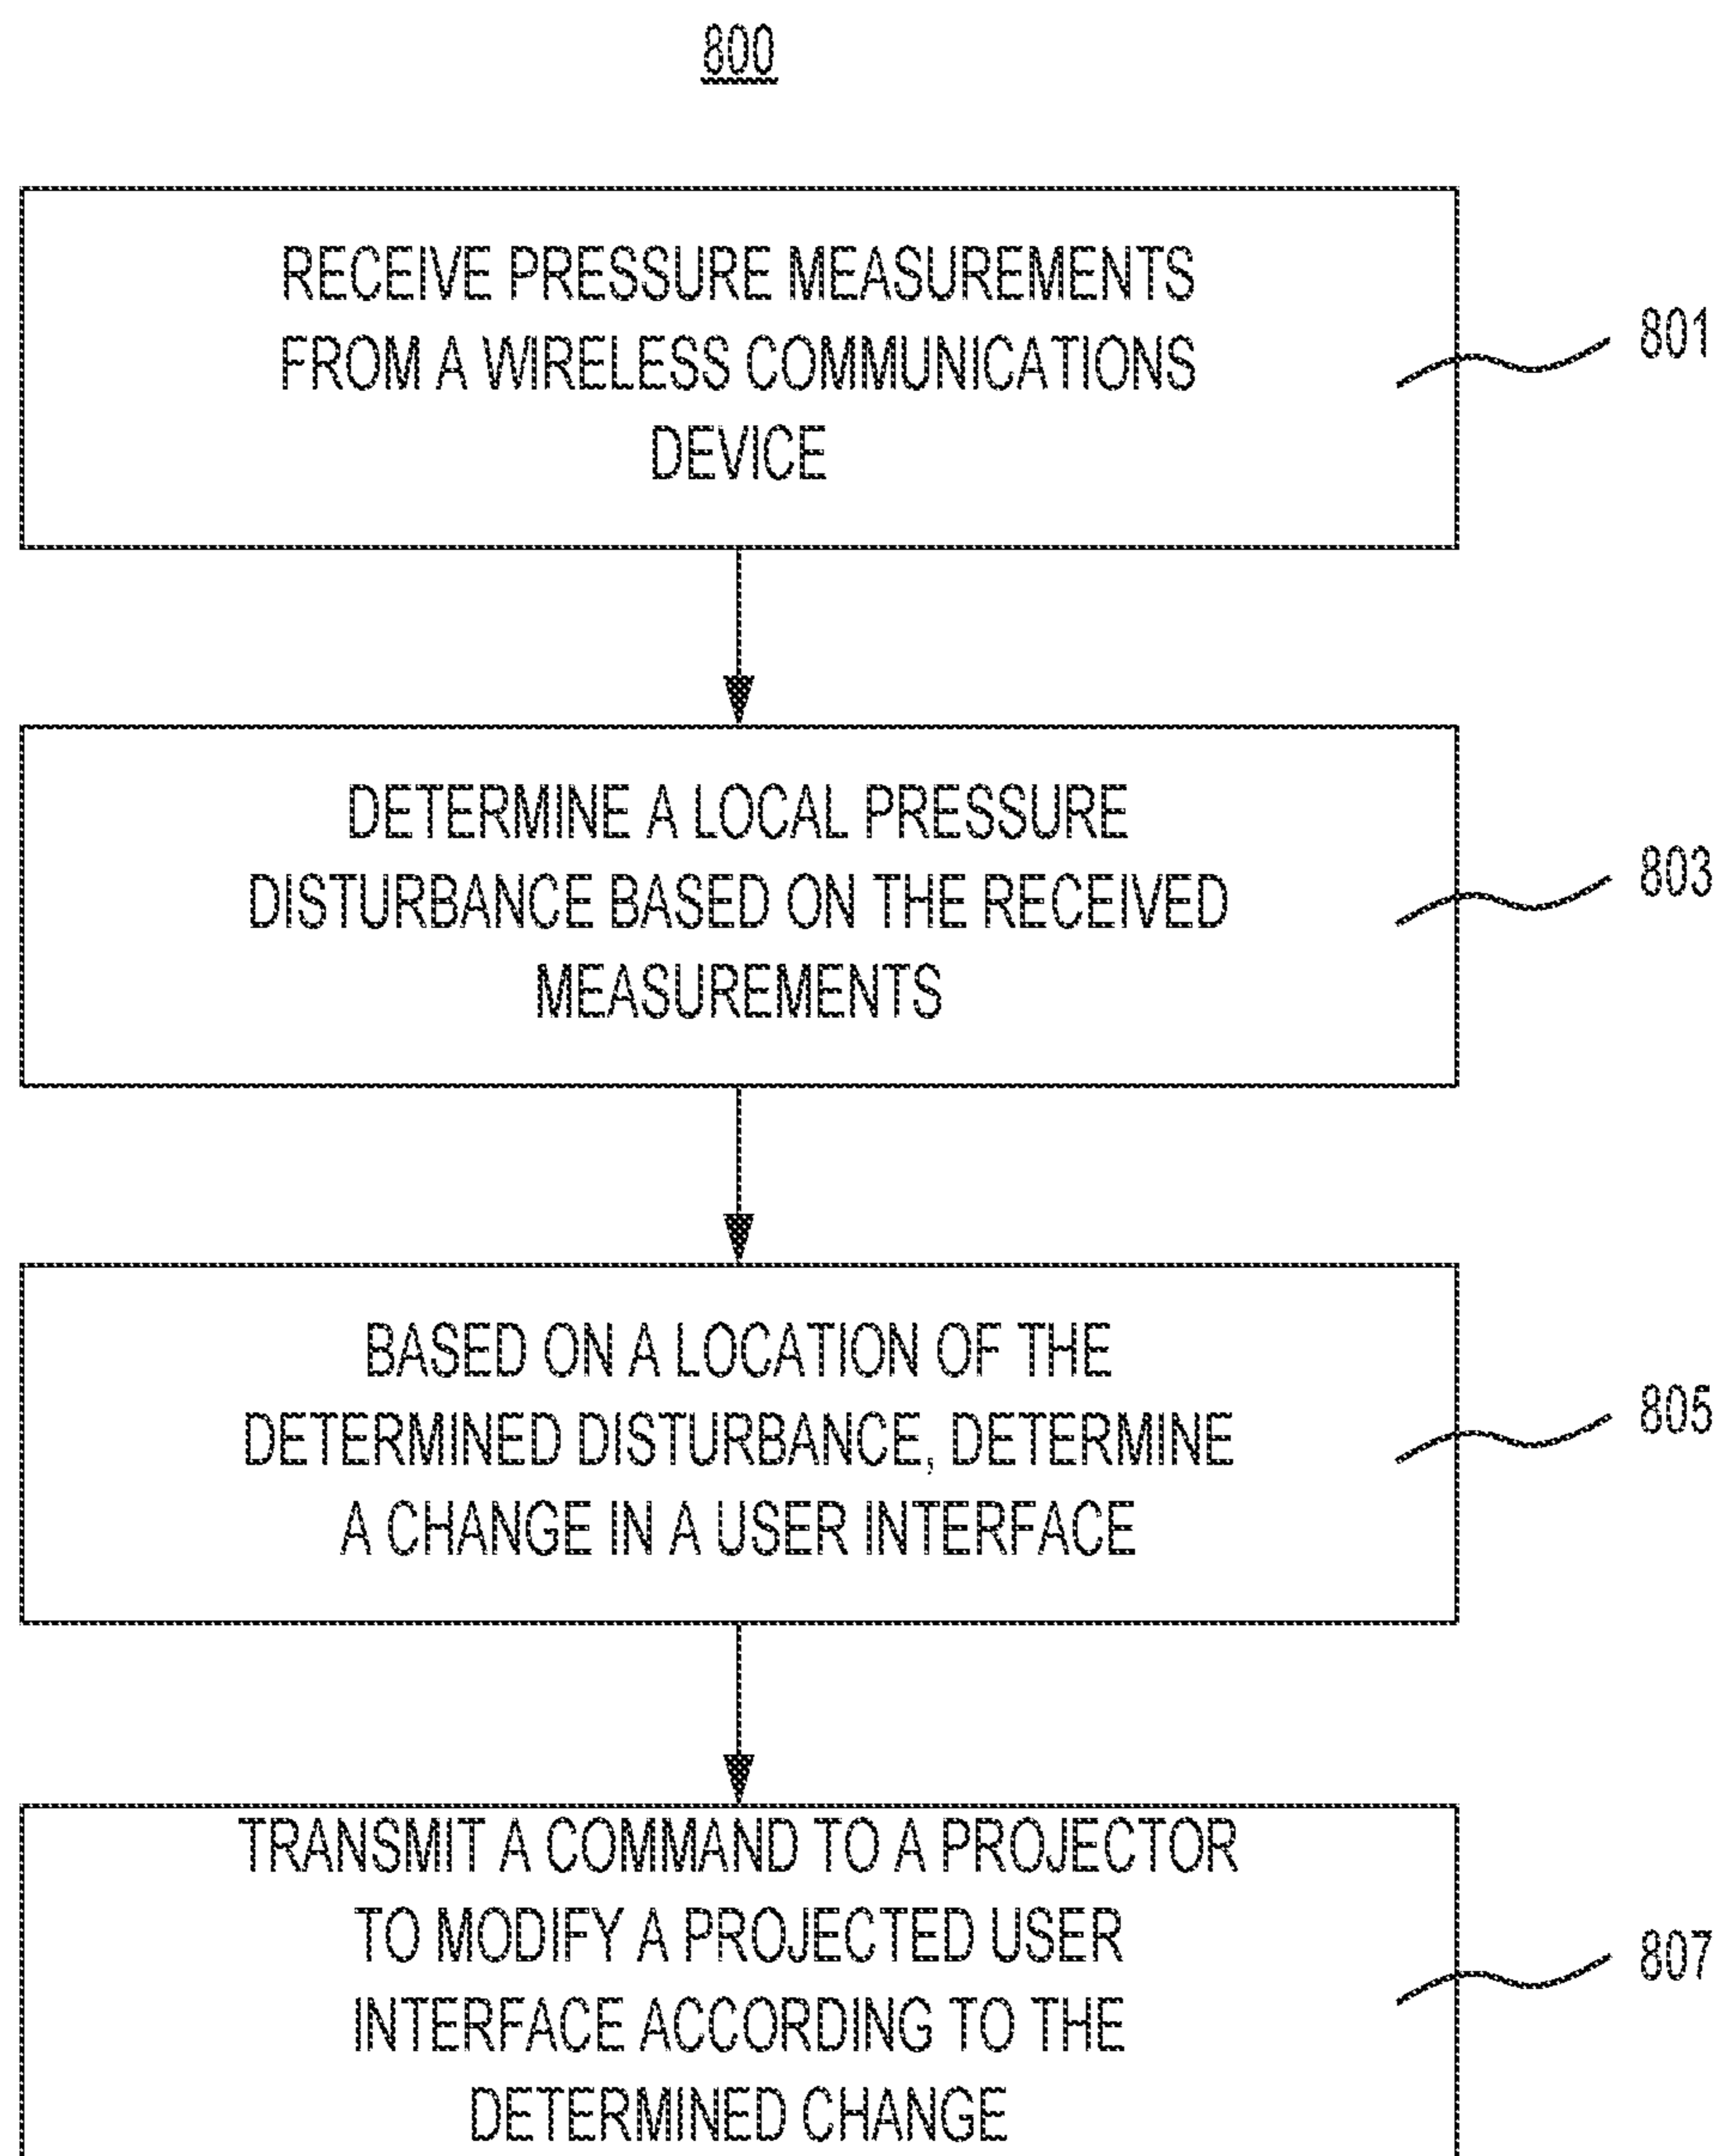 800
RECEIVE PRESSURE MEASUREMENTS
FROM A WIRELESS COMMUNICATIONS
DEVICE
801
DETERMINE A LOCAL PRESSURE
DISTURBANCE BASED ON THE RECEIVED
MEASUREMENTS
803
BASED ON A LOCATION OF THE
DETERMINED DISTURBANCE, DETERMINE
A CHANGE IN A USER INTERFACE
805
TRANSMIT A COMMAND TO A PROJECTOR
TO MODIFY A PROJECTED USER
INTERFACE ACCORDING TO THE
DETERMINED CHANGE
807